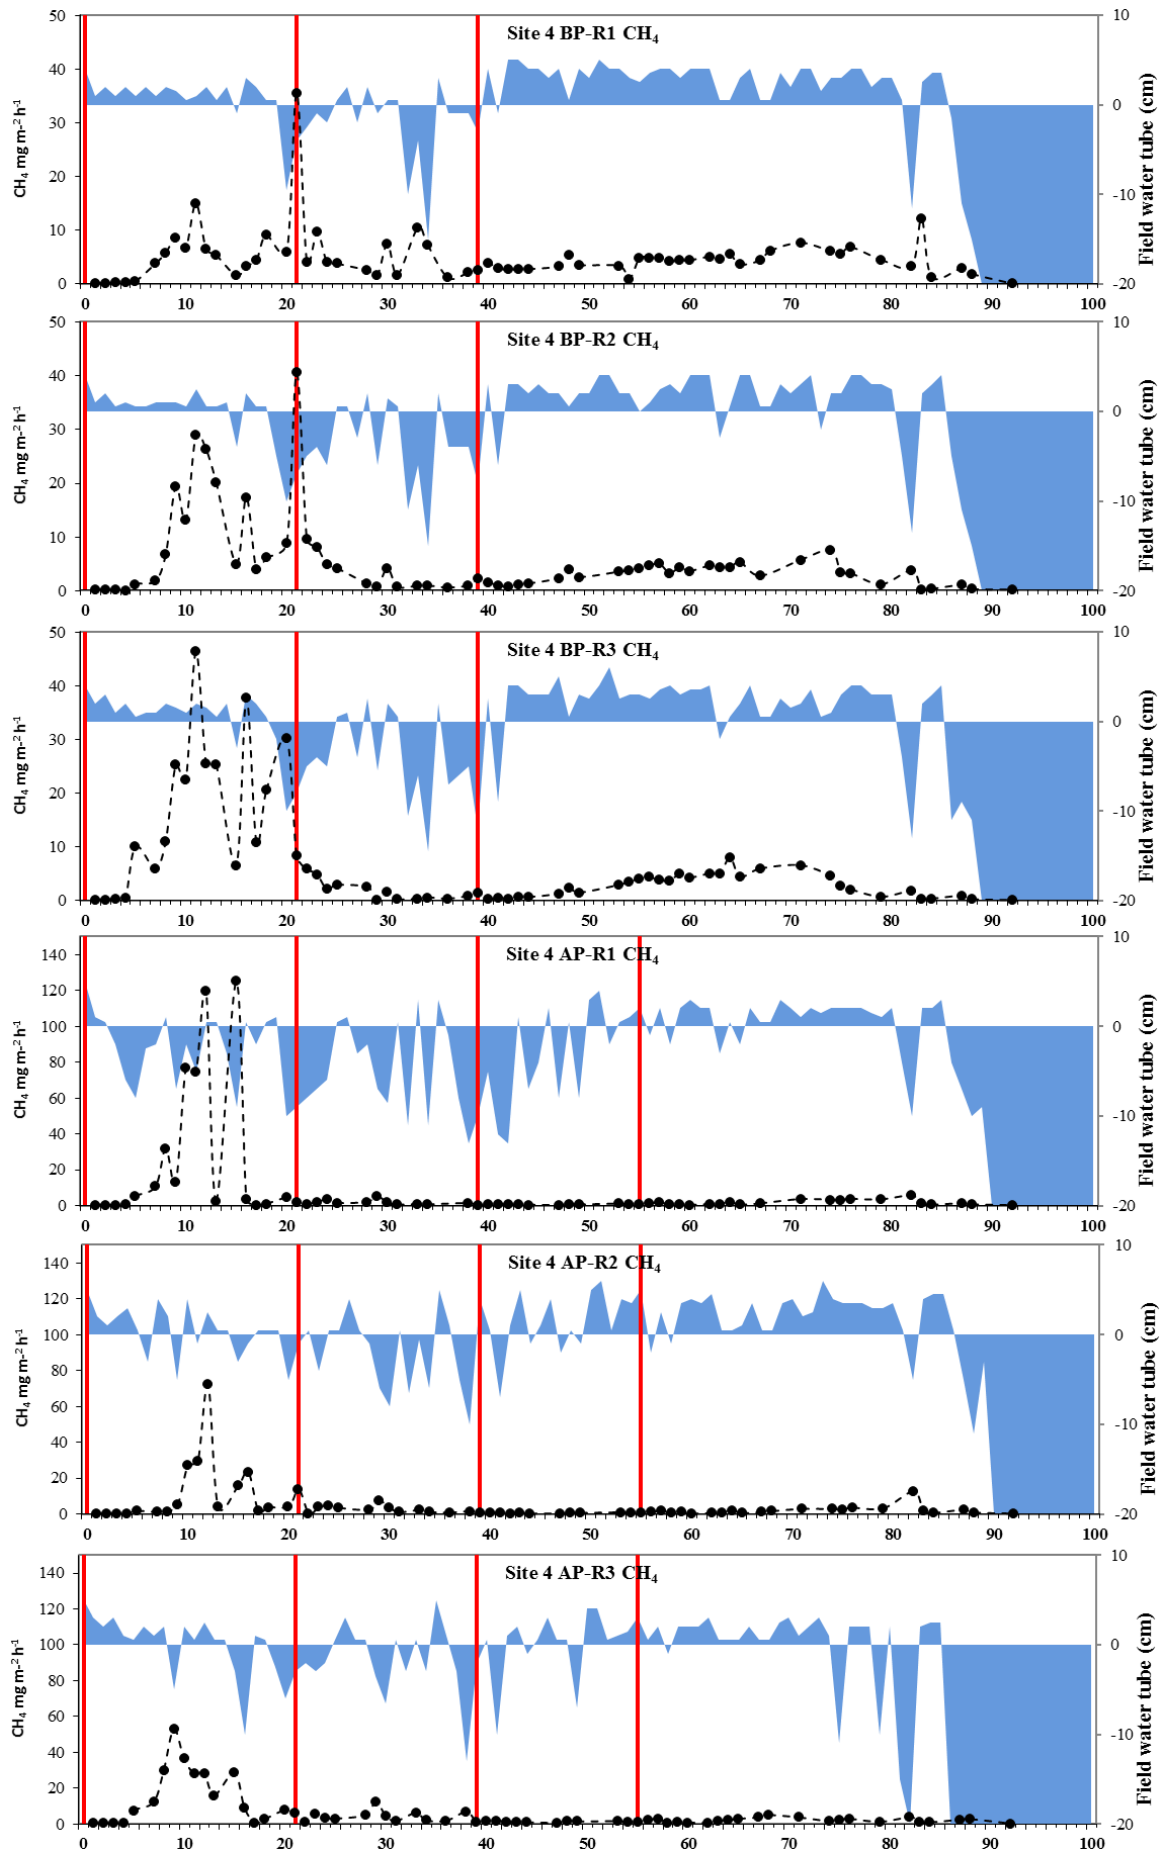 Site 4 BP-R1 CH₄
CH₄ mg m⁻² h⁻¹
50 40 30 20 10 0
10 0 -10 -20
Field water tube (cm)
0 10 20 30 40 50 60 70 80 90 100
Site 4 BP-R2 CH₄
CH₄ mg m⁻² h⁻¹
50 40 30 20 10 0
10 0 -10 -20
Field water tube (cm)
0 10 20 30 40 50 60 70 80 90 100
Site 4 BP-R3 CH₄
CH₄ mg m⁻² h⁻¹
50 40 30 20 10 0
10 0 -10 -20
Field water tube (cm)
0 10 20 30 40 50 60 70 80 90 100
Site 4 AP-R1 CH₄
CH₄ mg m⁻² h⁻¹
140 120 100 80 60 40 20 0
10 0 -10 -20
Field water tube (cm)
0 10 20 30 40 50 60 70 80 90 100
Site 4 AP-R2 CH₄
CH₄ mg m⁻² h⁻¹
140 120 100 80 60 40 20 0
10 0 -10 -20
Field water tube (cm)
0 10 20 30 40 50 60 70 80 90 100
Site 4 AP-R3 CH₄
CH₄ mg m⁻² h⁻¹
140 120 100 80 60 40 20 0
10 0 -10 -20
Field water tube (cm)
0 10 20 30 40 50 60 70 80 90 100